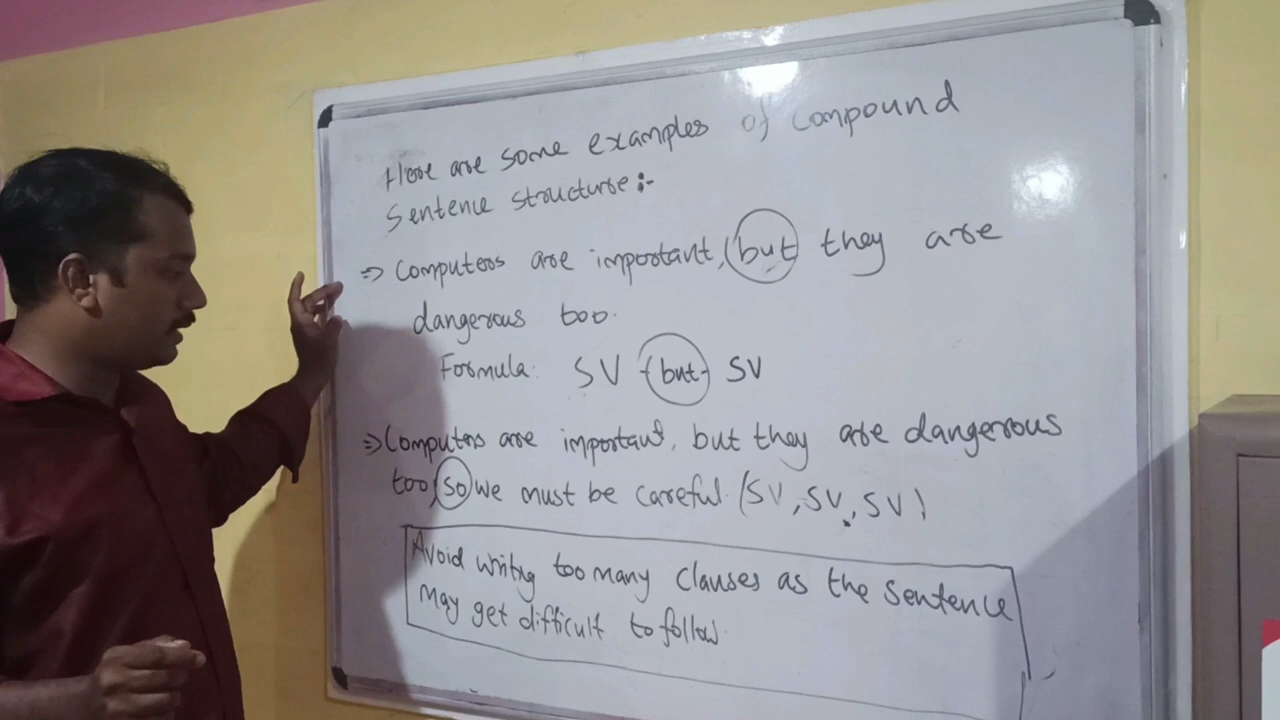 Here are some examples of compound
sentence structure:-
⇒ Computers are important, but they are
dangerous too.
Formula: SV but SV
⇒ Computers are important, but they are dangerous
too, so we must be careful. (SV, SV, SV)
Avoid writing too many clauses as the sentence
may get difficult to follow.